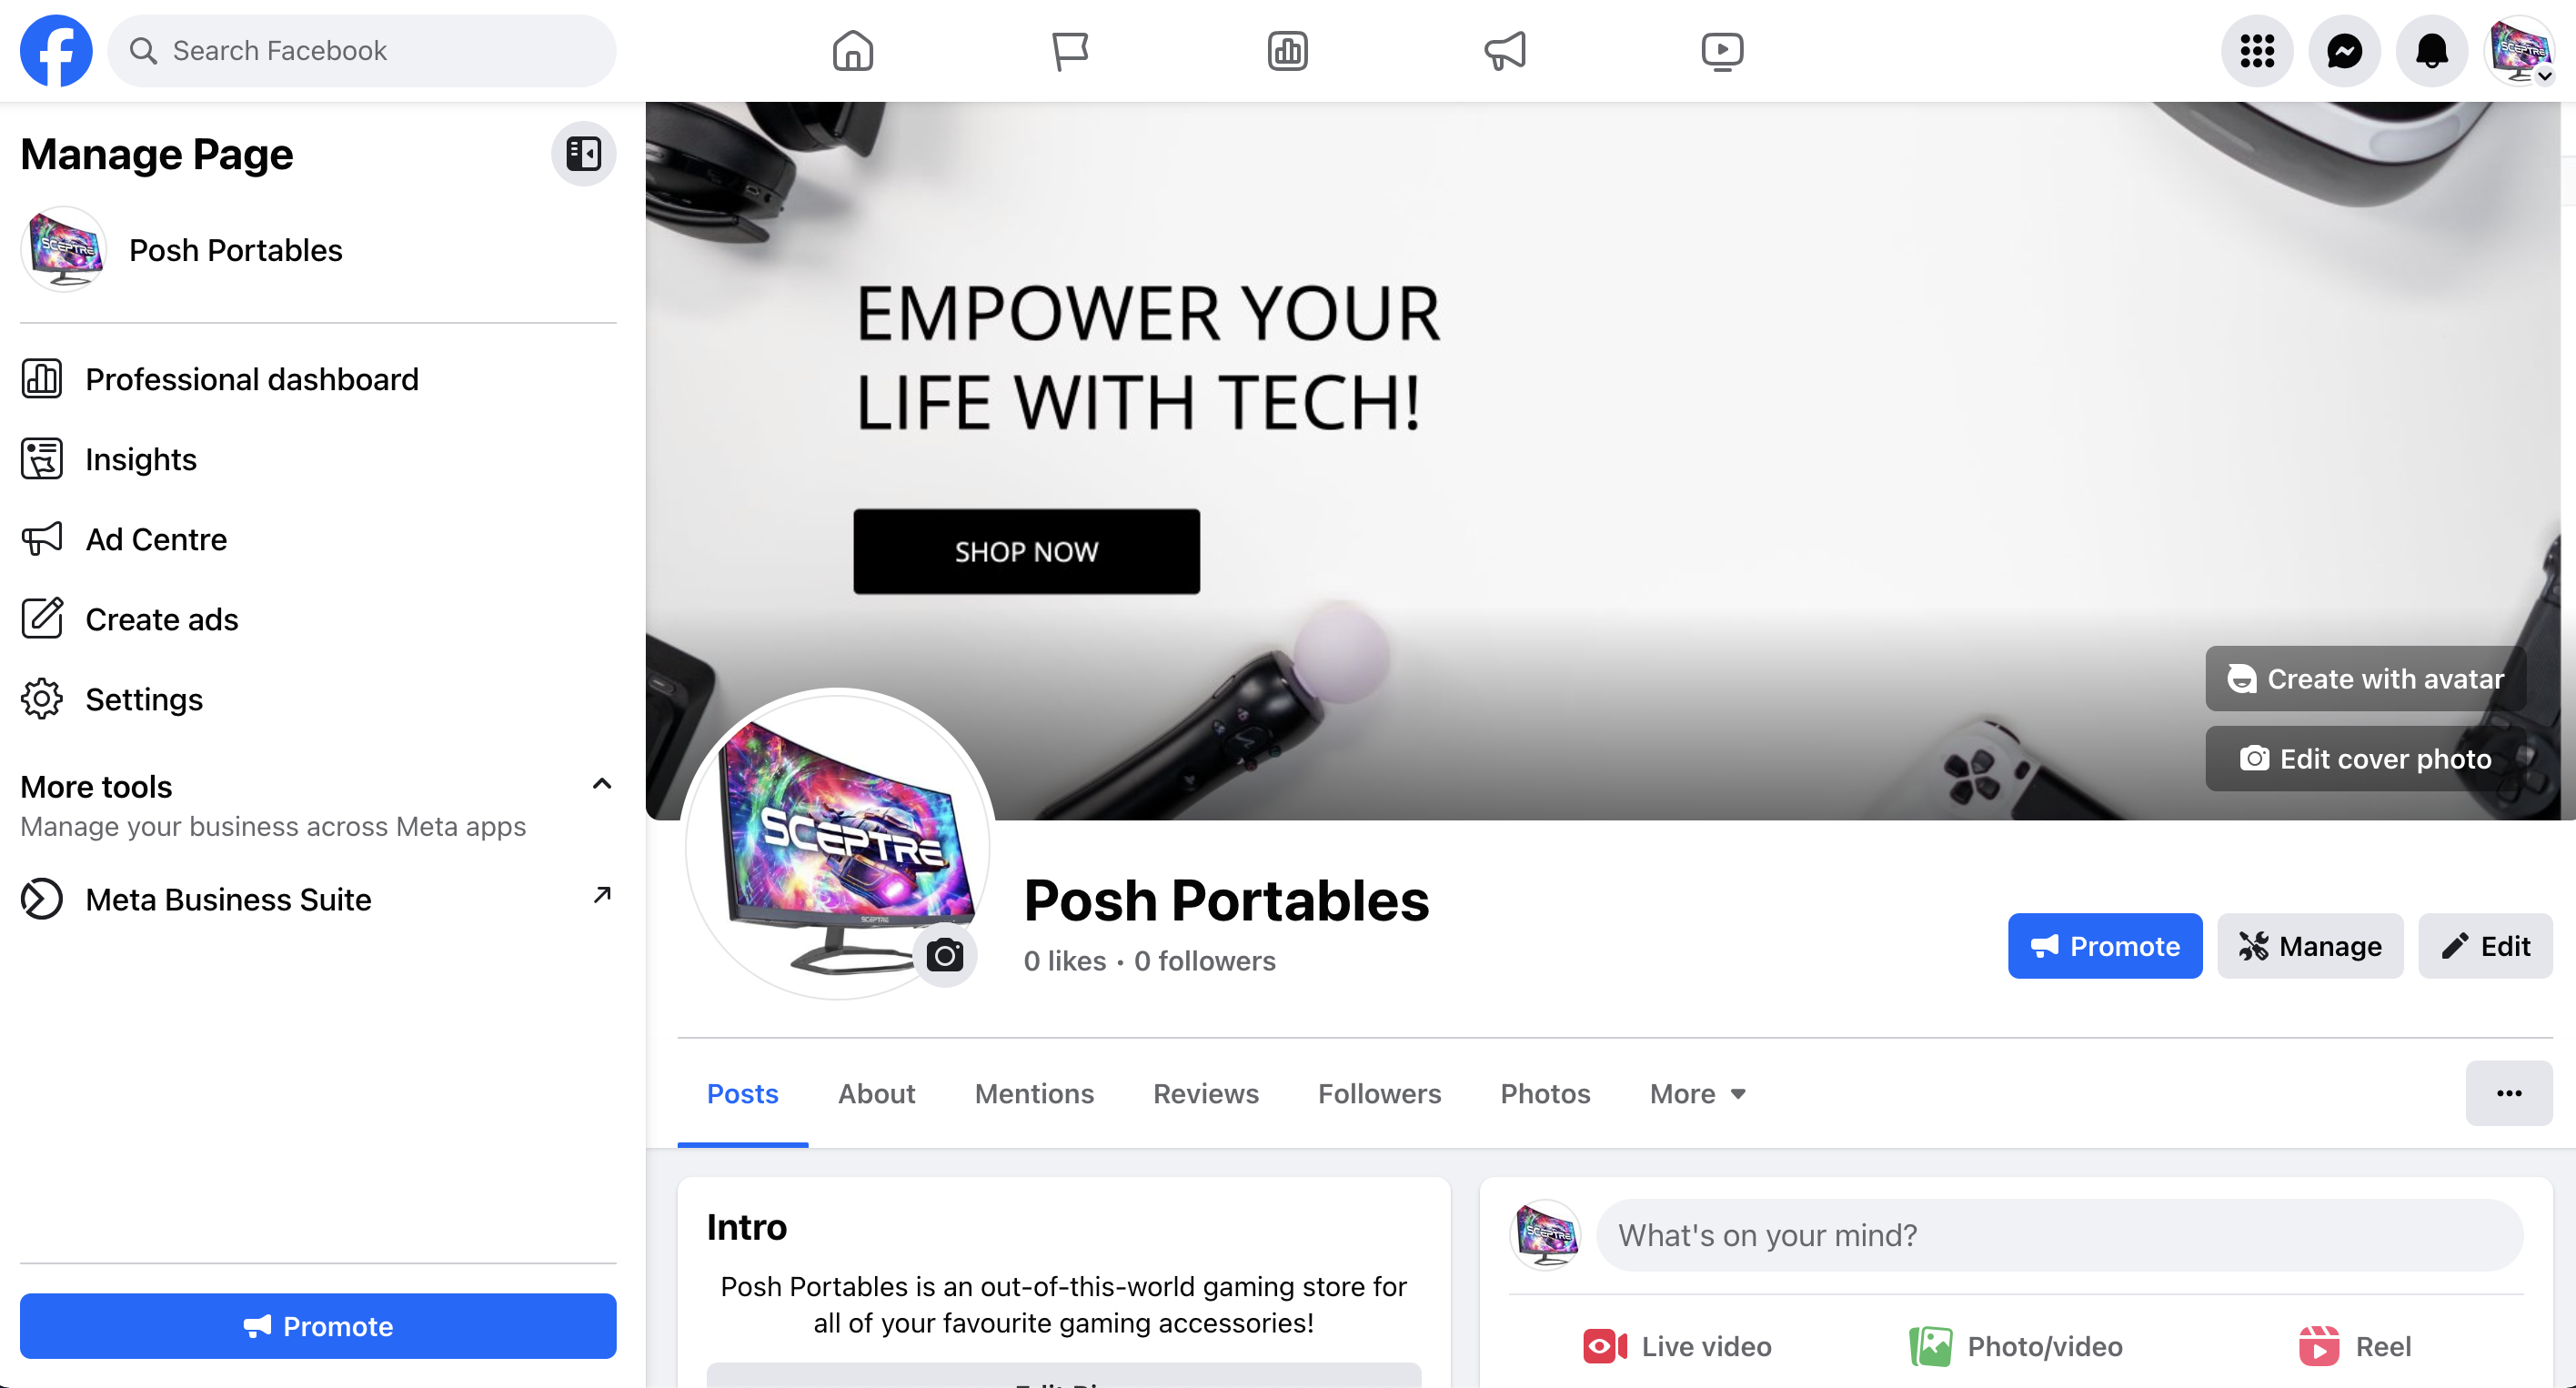 Search Facebook
Manage Page
Posh Portables
Professional dashboard
Insights
Ad Centre
Create ads
Settings
More tools
Manage your business across Meta apps
Meta Business Suite
Promote
EMPOWER YOUR
LIFE WITH TECH!
SHOP NOW
Create with avatar
Edit cover photo
SCEPTRE
SCEPTRE
Posh Portables
0 likes • 0 followers
Promote
Manage
Edit
Posts
About
Mentions
Reviews
Followers
Photos
More
Intro
Posh Portables is an out-of-this-world gaming store for
all of your favourite gaming accessories!
What's on your mind?
Live video
Photo/video
Reel